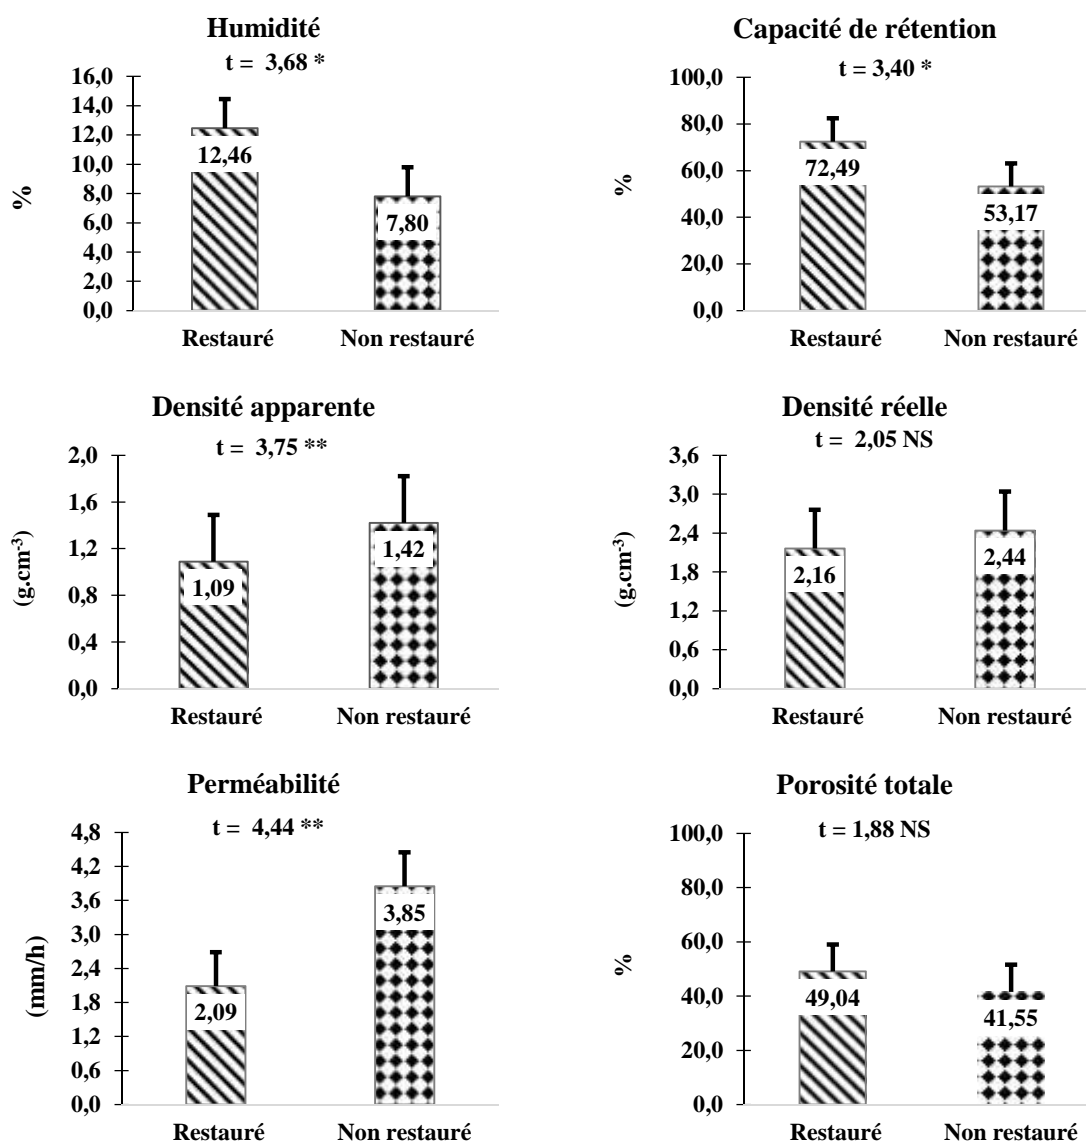 Humidité
t = 3,68 *
16,0
14,0
12,0
10,0
8,0
6,0
4,0
2,0
0,0
%
12,46
7,80
Restauré Non restauré
Capacité de rétention
t = 3,40 *
100,0
80,0
60,0
40,0
20,0
0,0
%
72,49
53,17
Restauré Non restauré
Densité apparente
t = 3,75 **
2,0
1,6
1,2
0,8
0,4
0,0
(g.cm-3)
1,09
1,42
Restauré Non restauré
Densité réelle
t = 2,05 NS
3,6
3,0
2,4
1,8
1,2
0,6
0,0
(g.cm-3)
2,16
2,44
Restauré Non restauré
Perméabilité
t = 4,44 **
4,8
4,2
3,6
3,0
2,4
1,8
1,2
0,6
0,0
(mm/h)
2,09
3,85
Restauré Non restauré
Porosité totale
t = 1,88 NS
100,0
80,0
60,0
40,0
20,0
0,0
%
49,04
41,55
Restauré Non restauré